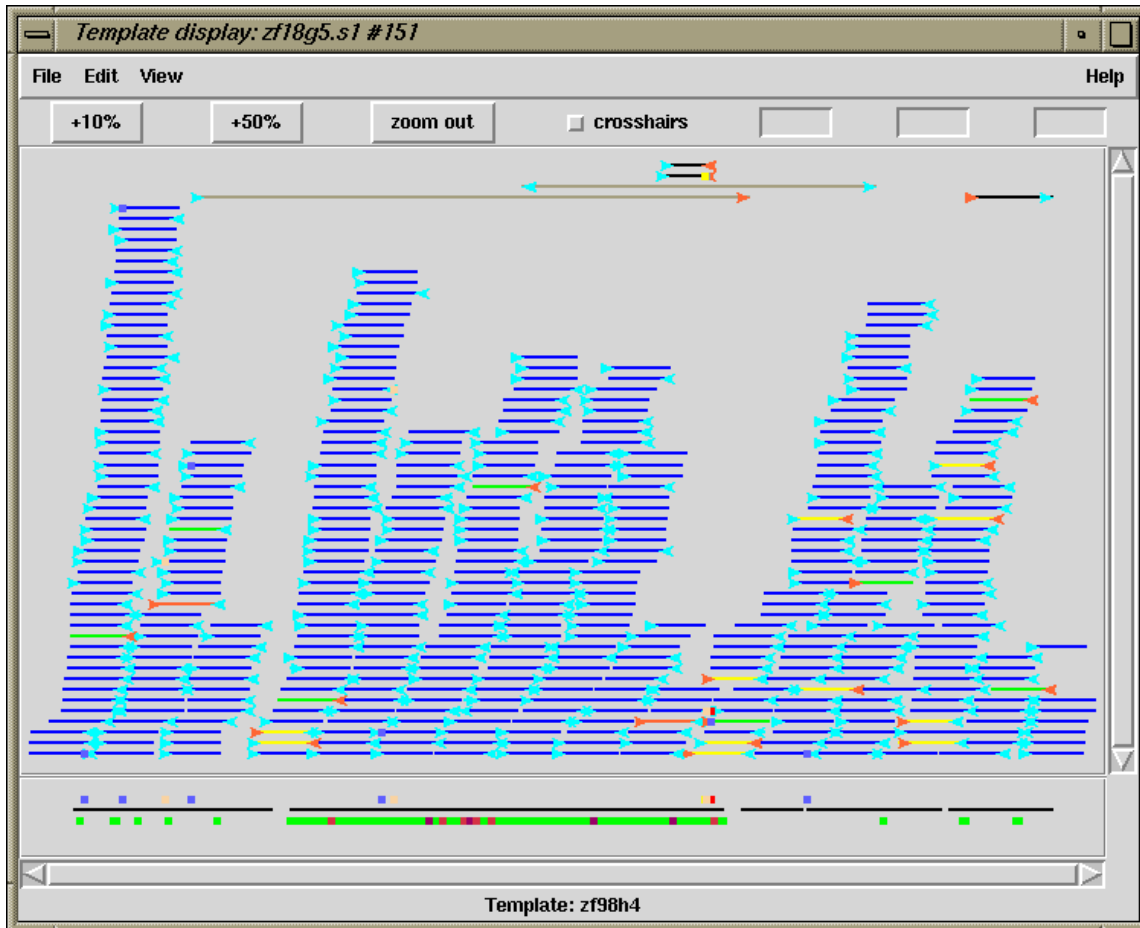 Template display: zf18g5.s1 #151
File Edit View Help
+10% +50% zoom out crosshairs
Template: zf98h4